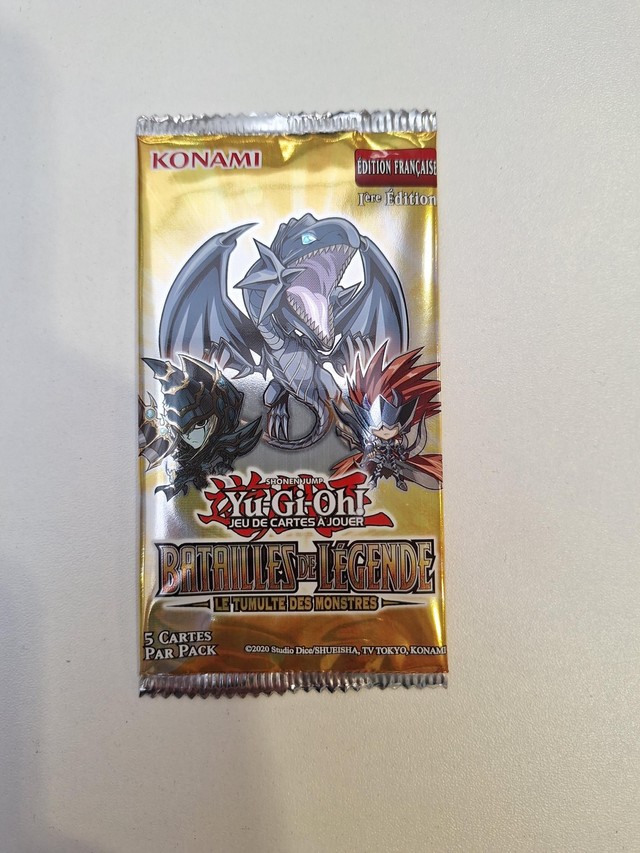 KONAMI
ÉDITION FRANÇAISE
1ère Édition
SHONEN JUMP
Yu-Gi-Oh!
JEU DE CARTES À JOUER
BATAILLES DE LÉGENDE
LE TUMULTE DES MONSTRES
5 CARTES
PAR PACK
©2020 Studio Dice/SHUEISHA, TV TOKYO, KONAMI